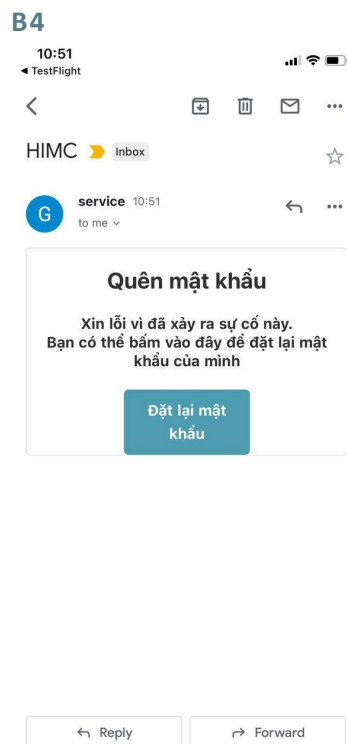 B4
10:51
◀ TestFlight
HIMC Inbox
G
service 10:51
to me
Quên mật khẩu
Xin lỗi vì đã xảy ra sự cố này.
Bạn có thể bấm vào đây để đặt lại mật
khẩu của mình
Đặt lại mật
khẩu
Reply
Forward